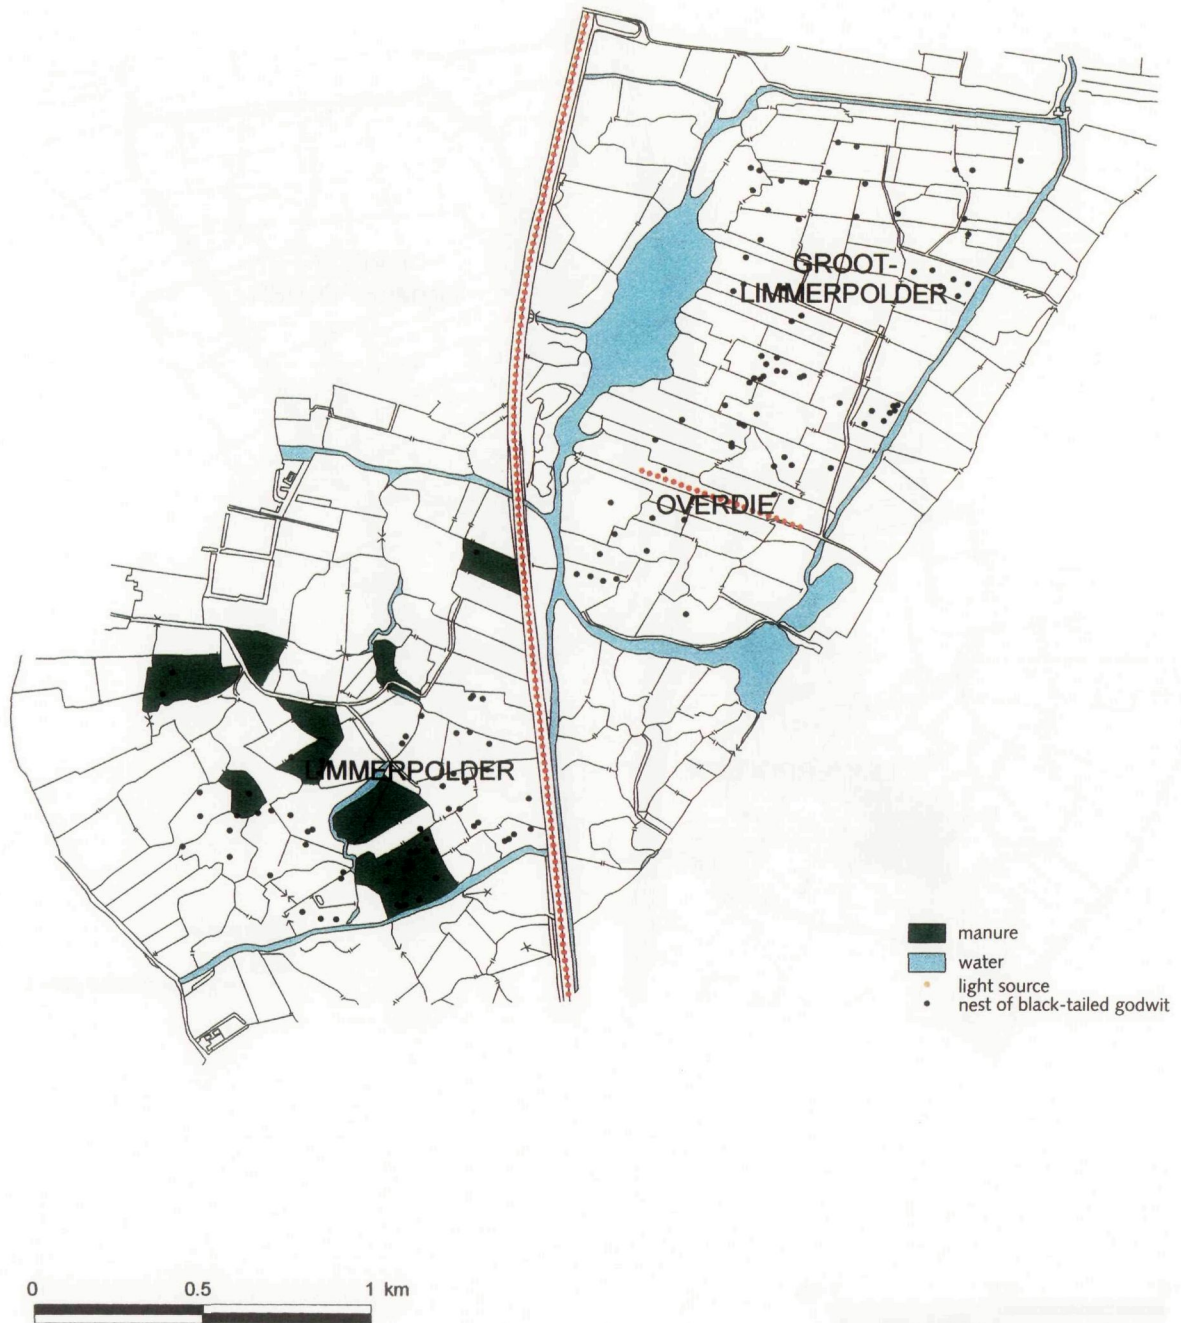 GROOT-
LIMMERPOLDER
OVERDIE
LIMMERPOLDER
manure
water
light source
nest of black-tailed godwit
0 0.5 1 km